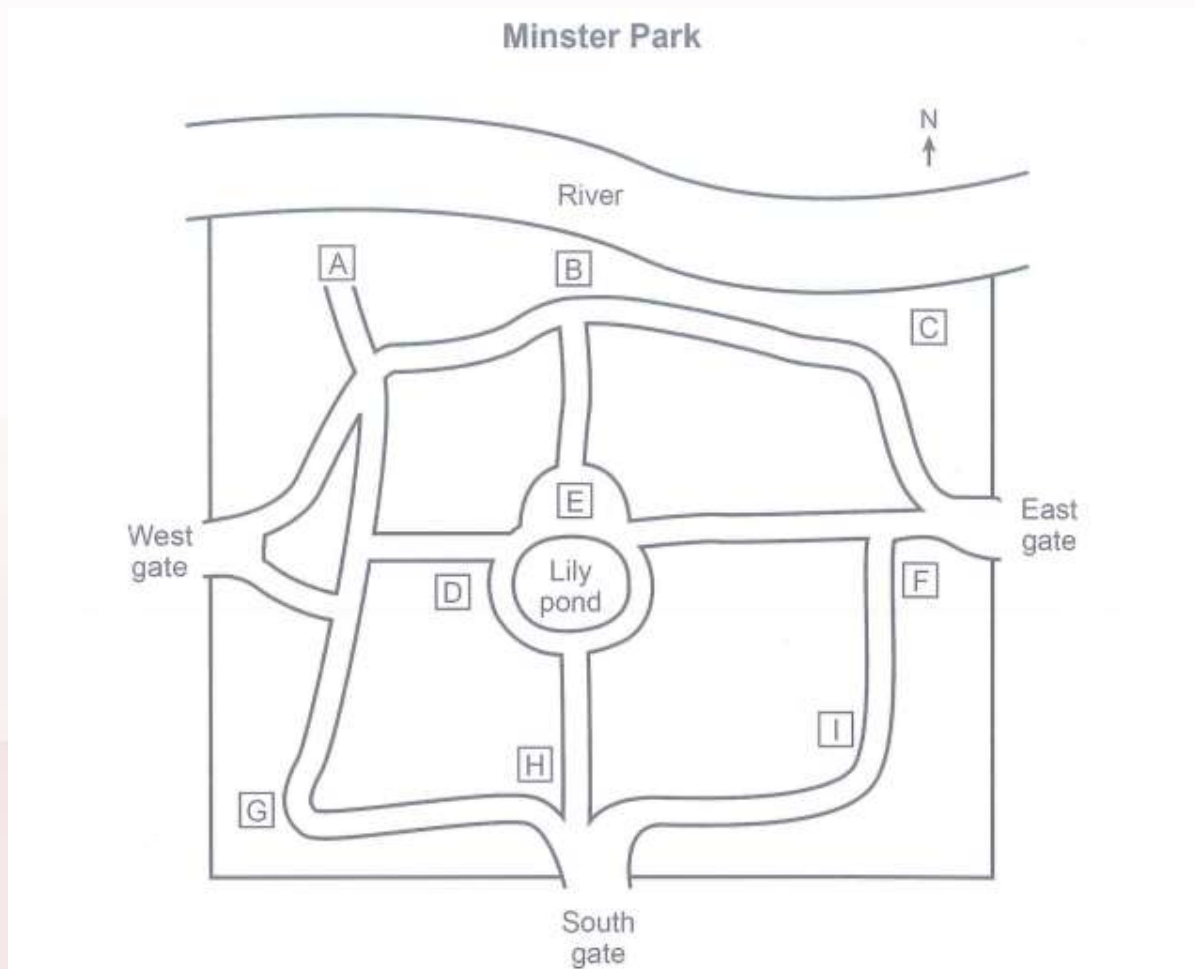 Minster Park
N
River
A
B
C
E
West
gate
East
gate
Lily
pond
D
F
I
H
G
South
gate